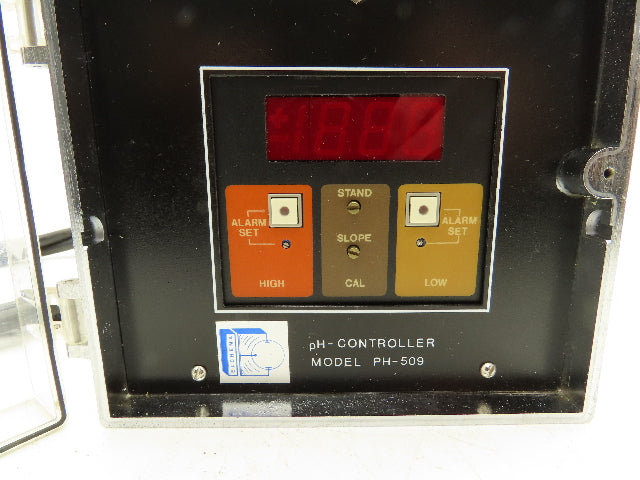 ALARM
SET
HIGH
STAND
SLOPE
CAL
ALARM
SET
LOW
pH-CONTROLLER
MODEL PH-509